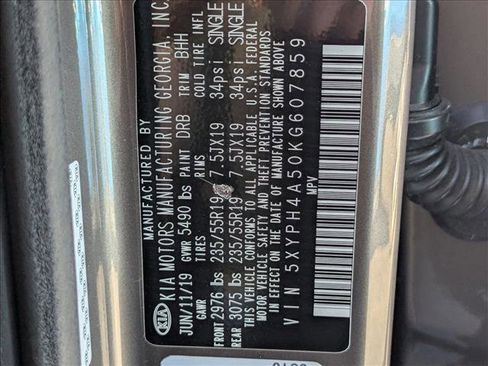 KIA
MANUFACTURED BY
KIA MOTORS MANUFACTURING GEORGIA, INC.
JUN/11/19 GVWR 5490 lbs PAINT DRB TRIM BHH
GAWR TIRES RIMS COLD TIRE INFL
FRONT 2976 lbs 235/55R19 7.5JX19 34psi SINGLE
REAR 3075 lbs 235/55R19 7.5JX19 34psi SINGLE
THIS VEHICLE CONFORMS TO ALL APPLICABLE U.S.A. FEDERAL
MOTOR VEHICLE SAFETY AND THEFT PREVENTION STANDARDS
IN EFFECT ON THE DATE OF MANUFACTURE SHOWN ABOVE
VIN 5XYPH4A50KG607859
MPV